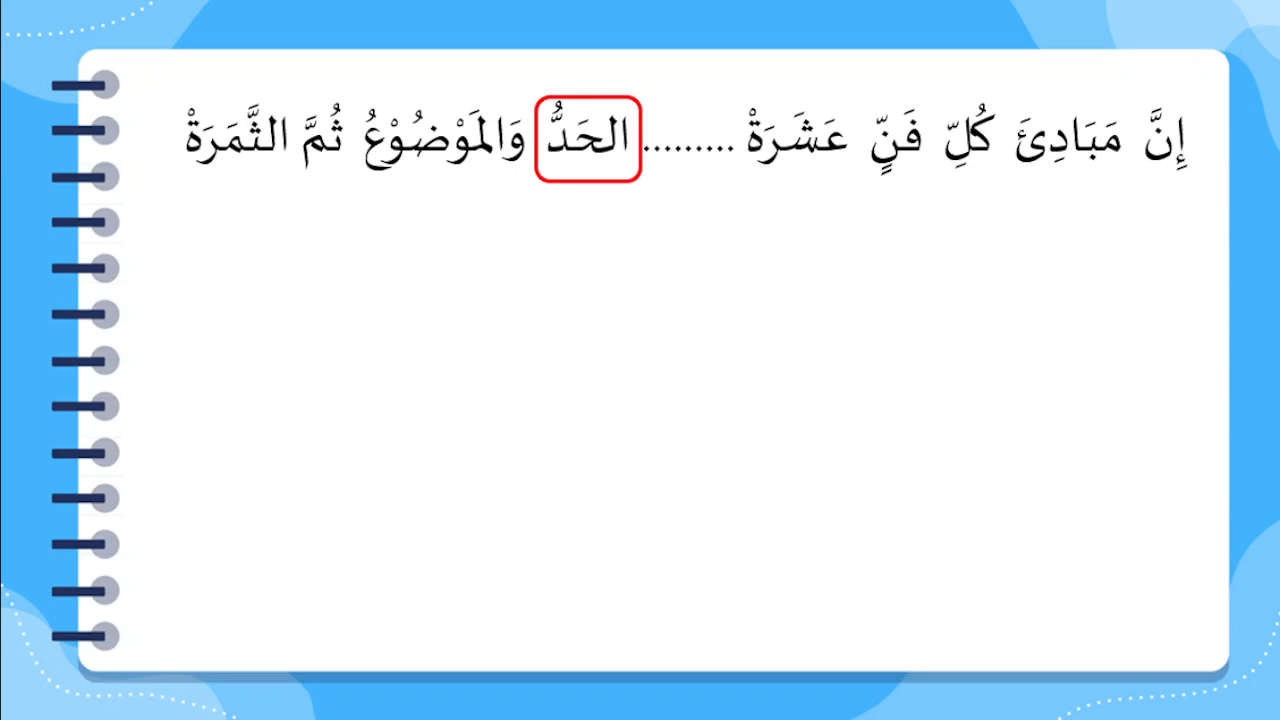 إِنَّ مَبَادِئَ كُلِّ فَنٍّ عَشَرَةْ ......... الحَدُّ وَالمَوْضُوْعُ ثُمَّ الثَّمَرَةْ